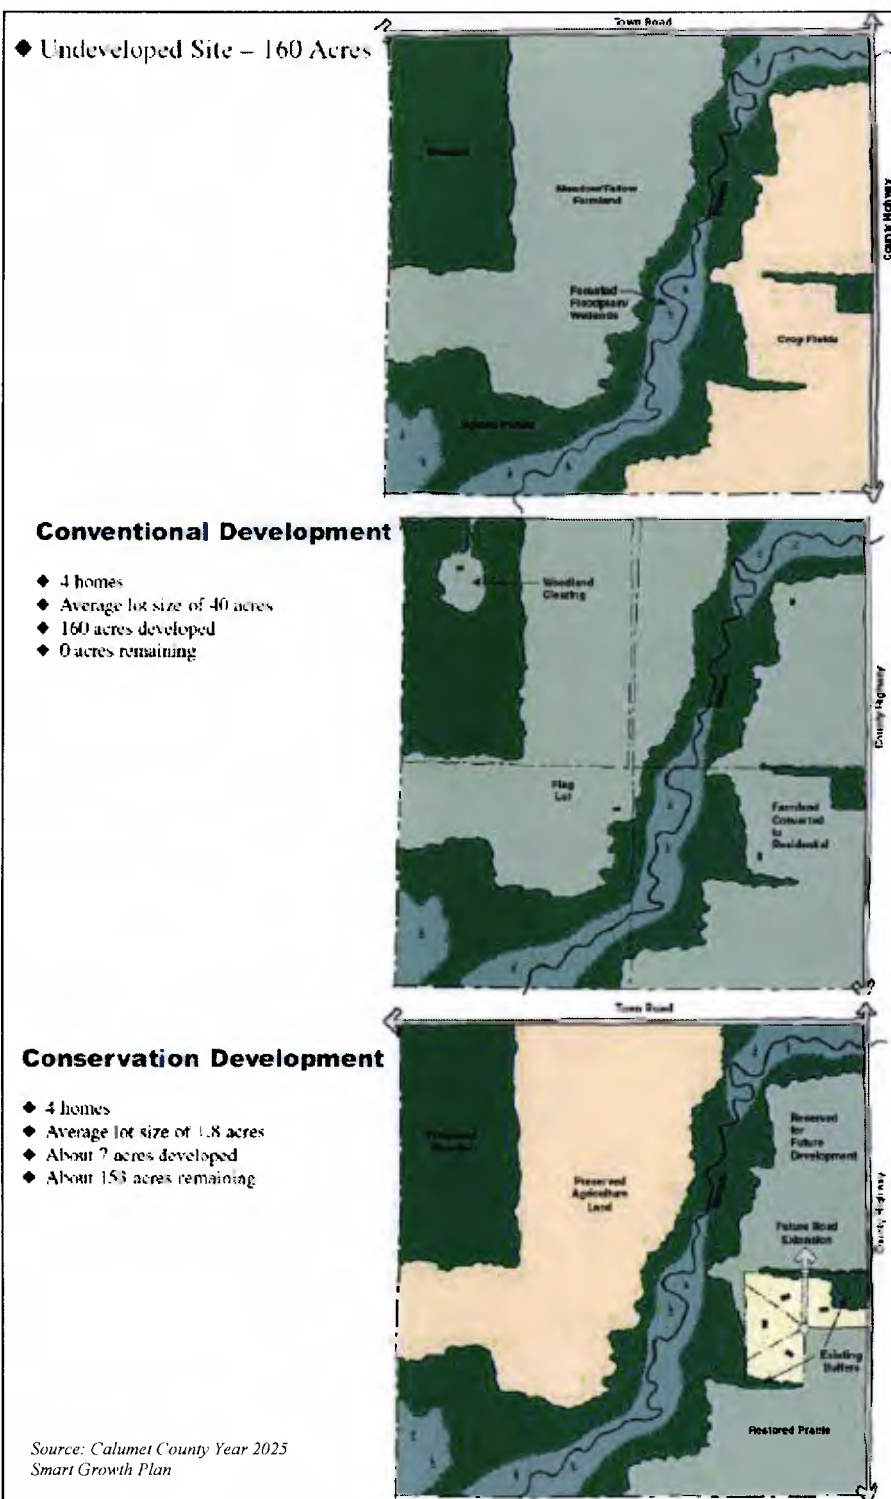 Town Road
◆ Undeveloped Site – 160 Acres
Meadow/Fallow
Farmland
County Highway
Forested
Floodplain/
Wetlands
Crop Fields
Conventional Development
◆ 4 homes
◆ Average lot size of 40 acres
◆ 160 acres developed
◆ 0 acres remaining
Woodland
Clearing
County Highway
Flag
Lot
Farmland
Converted
to
Residential
Town Road
Conservation Development
◆ 4 homes
◆ Average lot size of 1.8 acres
◆ About 7 acres developed
◆ About 153 acres remaining
Preserved
Agriculture
Land
Reserved
for
Future
Development
County Highway
Future Road
Extension
Existing
Buffers
Restored Prairie
Source: Calumet County Year 2025
Smart Growth Plan